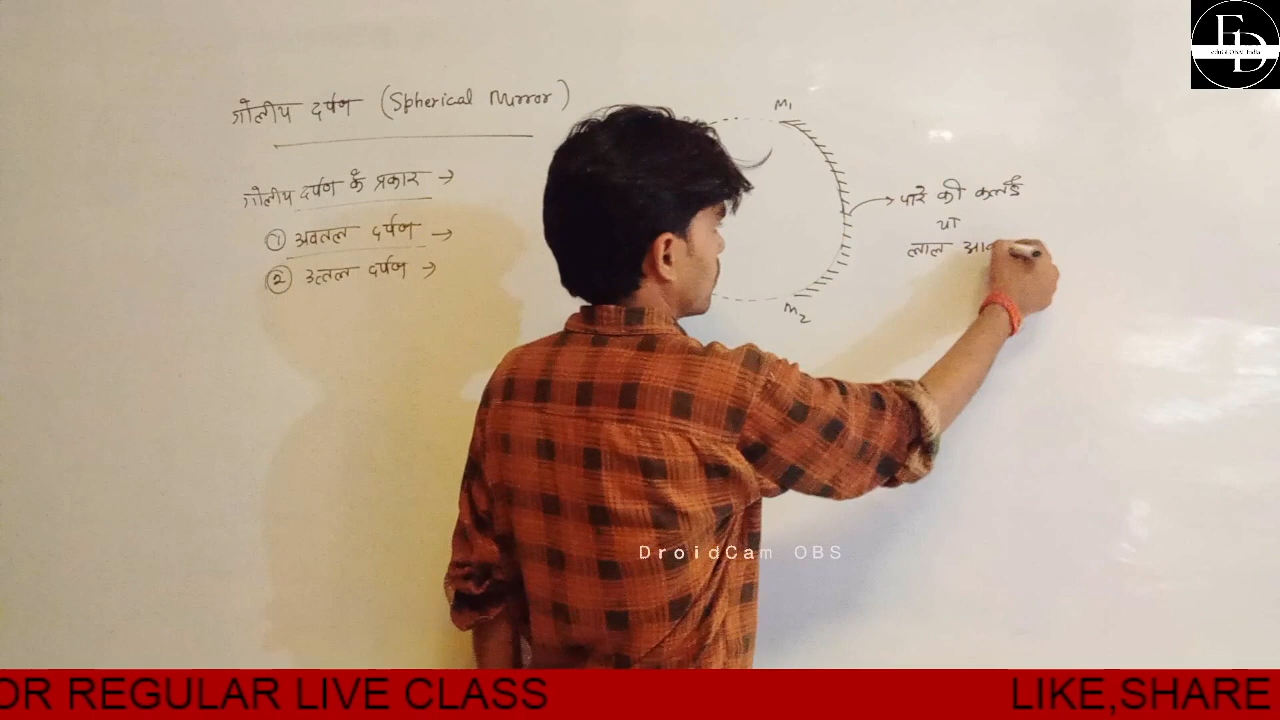 गोलीय दर्पण (Spherical Mirror)
गोलीय दर्पण के प्रकार →
① अवतल दर्पण →
② उत्तल दर्पण →
M1
M2
→ पारे की कलई
या
लाल
ED
DroidCam OBS
OR REGULAR LIVE CLASS
LIKE,SHARE